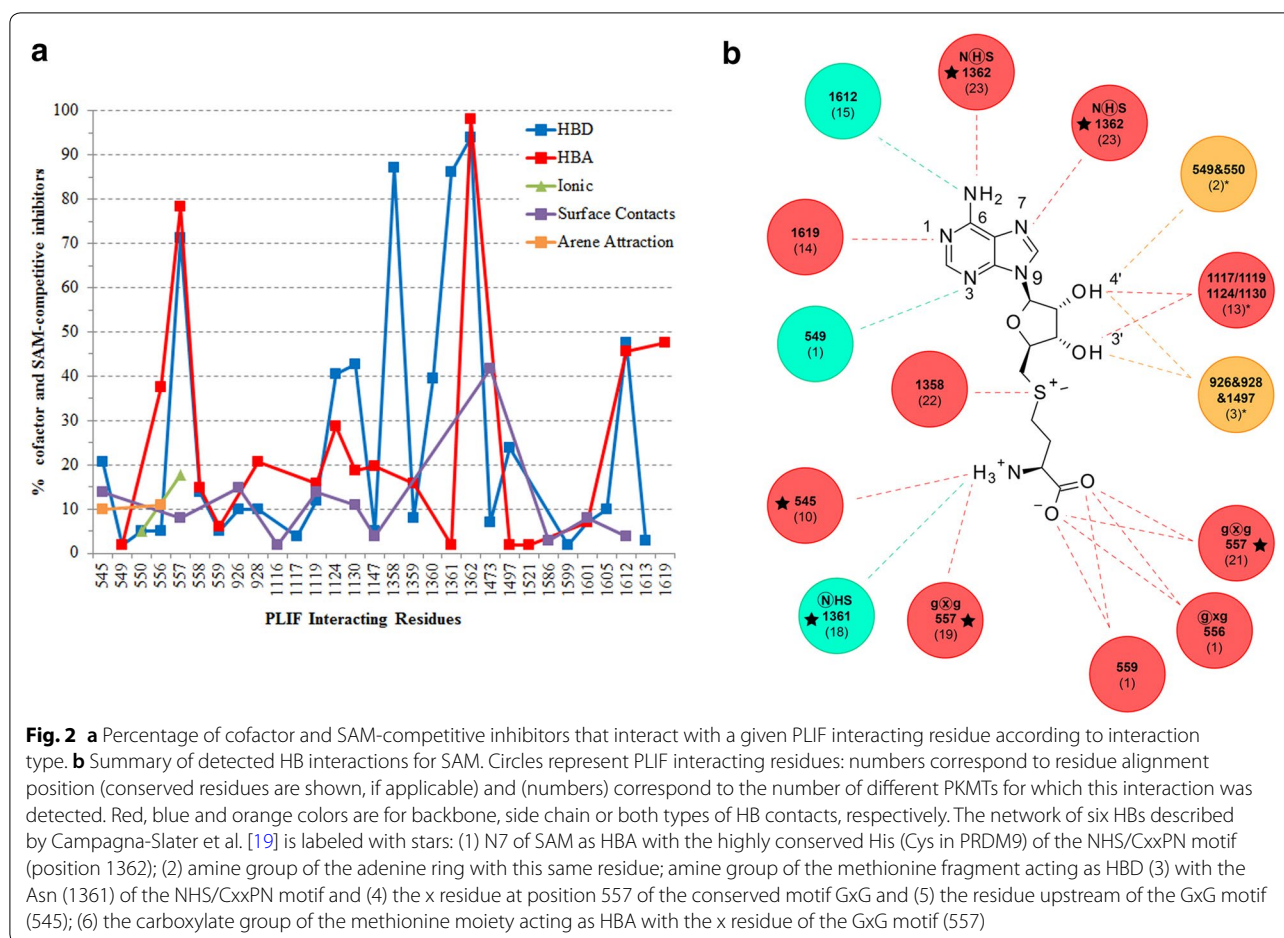 a
100
90
80
70
60
50
40
30
20
10
0
% cofactor and SAM-competitive inhibitors
HBD
HBA
Ionic
Surface Contacts
Arene Attraction
545
549
550
556
557
558
559
926
928
1116
1117
1119
1124
1130
1147
1358
1359
1360
1361
1362
1473
1497
1521
1586
1599
1601
1605
1612
1613
1619
PLIF Interacting Residues
b
NHS
★ 1362
(23)
1612
(15)
NHS
★ 1362
(23)
549&550
(2)*
NH2
6
7
N
1 N
1619
(14)
N
3
N
9
4'
OH
1117/1119
1124/1130
(13)*
549
(1)
O
3'
OH
926&928
&1497
(3)*
1358
(22)
S+–
★ 545
(10)
H3N+
O
–O
gxg
557 ★
(21)
NHS
★ 1361
(18)
gxg
557 ★
(19)
gxg
556
(1)
559
(1)
Fig. 2 a Percentage of cofactor and SAM-competitive inhibitors that interact with a given PLIF interacting residue according to interaction
type. b Summary of detected HB interactions for SAM. Circles represent PLIF interacting residues: numbers correspond to residue alignment
position (conserved residues are shown, if applicable) and (numbers) correspond to the number of different PKMTs for which this interaction was
detected. Red, blue and orange colors are for backbone, side chain or both types of HB contacts, respectively. The network of six HBs described
by Campagna-Slater et al. [19] is labeled with stars: (1) N7 of SAM as HBA with the highly conserved His (Cys in PRDM9) of the NHS/CxxPN motif
(position 1362); (2) amine group of the adenine ring with this same residue; amine group of the methionine fragment acting as HBD (3) with the
Asn (1361) of the NHS/CxxPN motif and (4) the x residue at position 557 of the conserved motif GxG and (5) the residue upstream of the GxG motif
(545); (6) the carboxylate group of the methionine moiety acting as HBA with the x residue of the GxG motif (557)